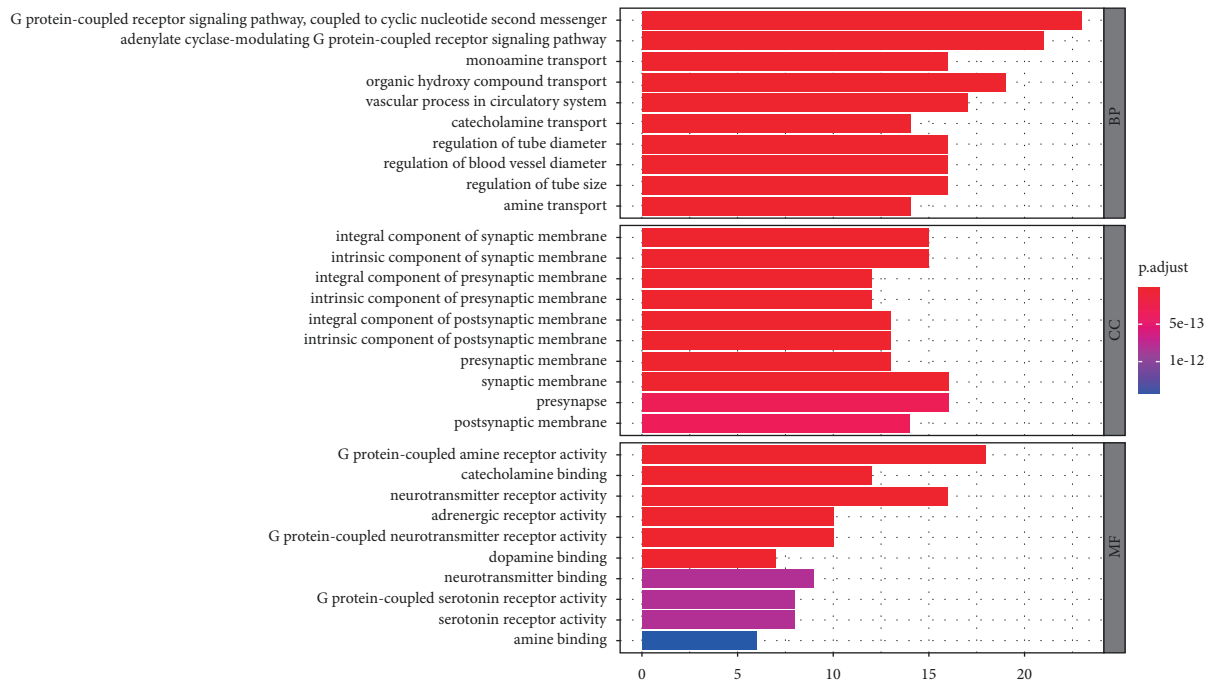 G protein-coupled receptor signaling pathway, coupled to cyclic nucleotide second messenger
adenylate cyclase-modulating G protein-coupled receptor signaling pathway
monoamine transport
organic hydroxy compound transport
vascular process in circulatory system
catecholamine transport
regulation of tube diameter
regulation of blood vessel diameter
regulation of tube size
amine transport
BP
integral component of synaptic membrane
intrinsic component of synaptic membrane
integral component of presynaptic membrane
intrinsic component of presynaptic membrane
integral component of postsynaptic membrane
intrinsic component of postsynaptic membrane
presynaptic membrane
synaptic membrane
presynapse
postsynaptic membrane
CC
G protein-coupled amine receptor activity
catecholamine binding
neurotransmitter receptor activity
adrenergic receptor activity
G protein-coupled neurotransmitter receptor activity
dopamine binding
neurotransmitter binding
G protein-coupled serotonin receptor activity
serotonin receptor activity
amine binding
MF
0 5 10 15 20
p.adjust
5e-13
1e-12